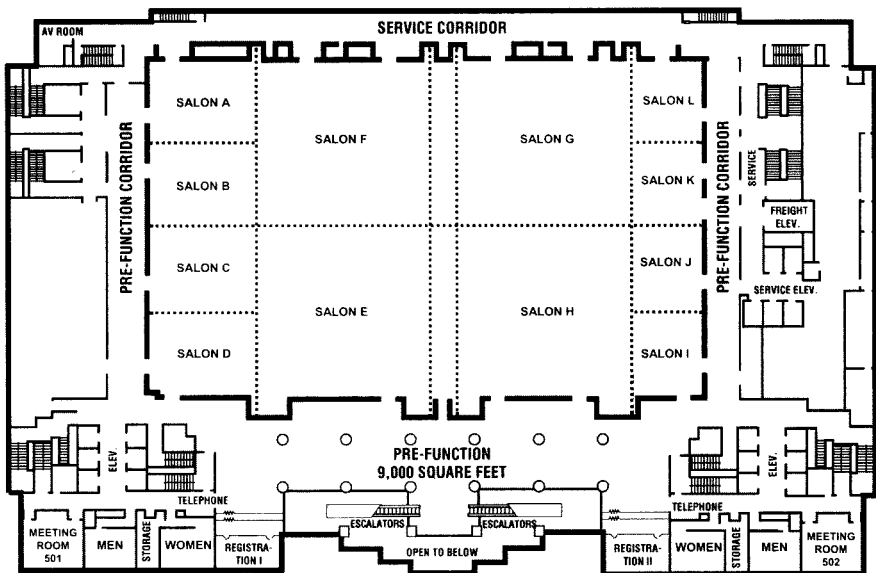 SERVICE CORRIDOR
AV ROOM
SALON A
SALON L
SALON F
SALON G
PRE-FUNCTION CORRIDOR
SALON B
SALON K
SERVICE
PRE-FUNCTION CORRIDOR
FREIGHT
ELEV.
SALON C
SALON J
SERVICE ELEV.
SALON E
SALON H
SALON D
SALON I
PRE-FUNCTION
9,000 SQUARE FEET
ELEV.
ELEV.
TELEPHONE
TELEPHONE
ESCALATORS
ESCALATORS
MEETING
ROOM
501
MEN
STORAGE
WOMEN
REGISTRA-
TION I
OPEN TO BELOW
REGISTRA-
TION II
WOMEN
STORAGE
MEN
MEETING
ROOM
502